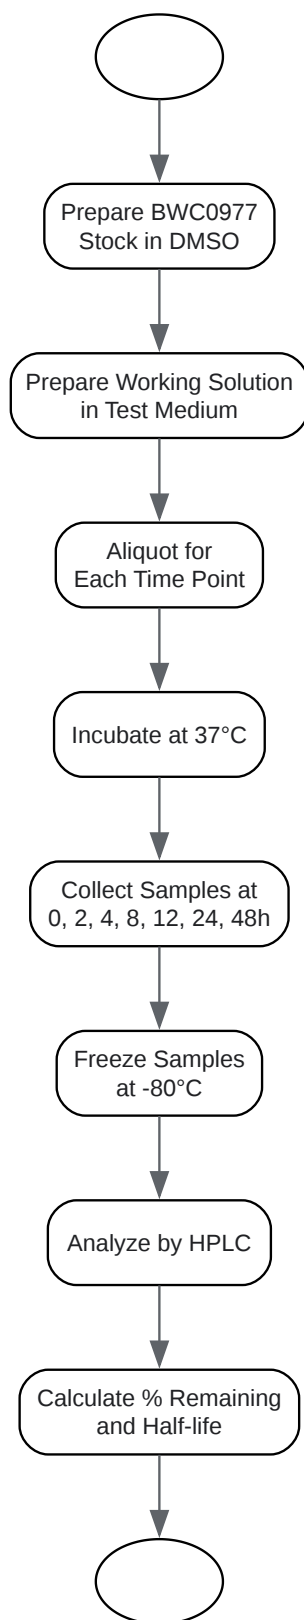 Prepare BWC0977
Stock in DMSO
Prepare Working Solution
in Test Medium
Aliquot for
Each Time Point
Incubate at 37°C
Collect Samples at
0, 2, 4, 8, 12, 24, 48h
Freeze Samples
at -80°C
Analyze by HPLC
Calculate % Remaining
and Half-life